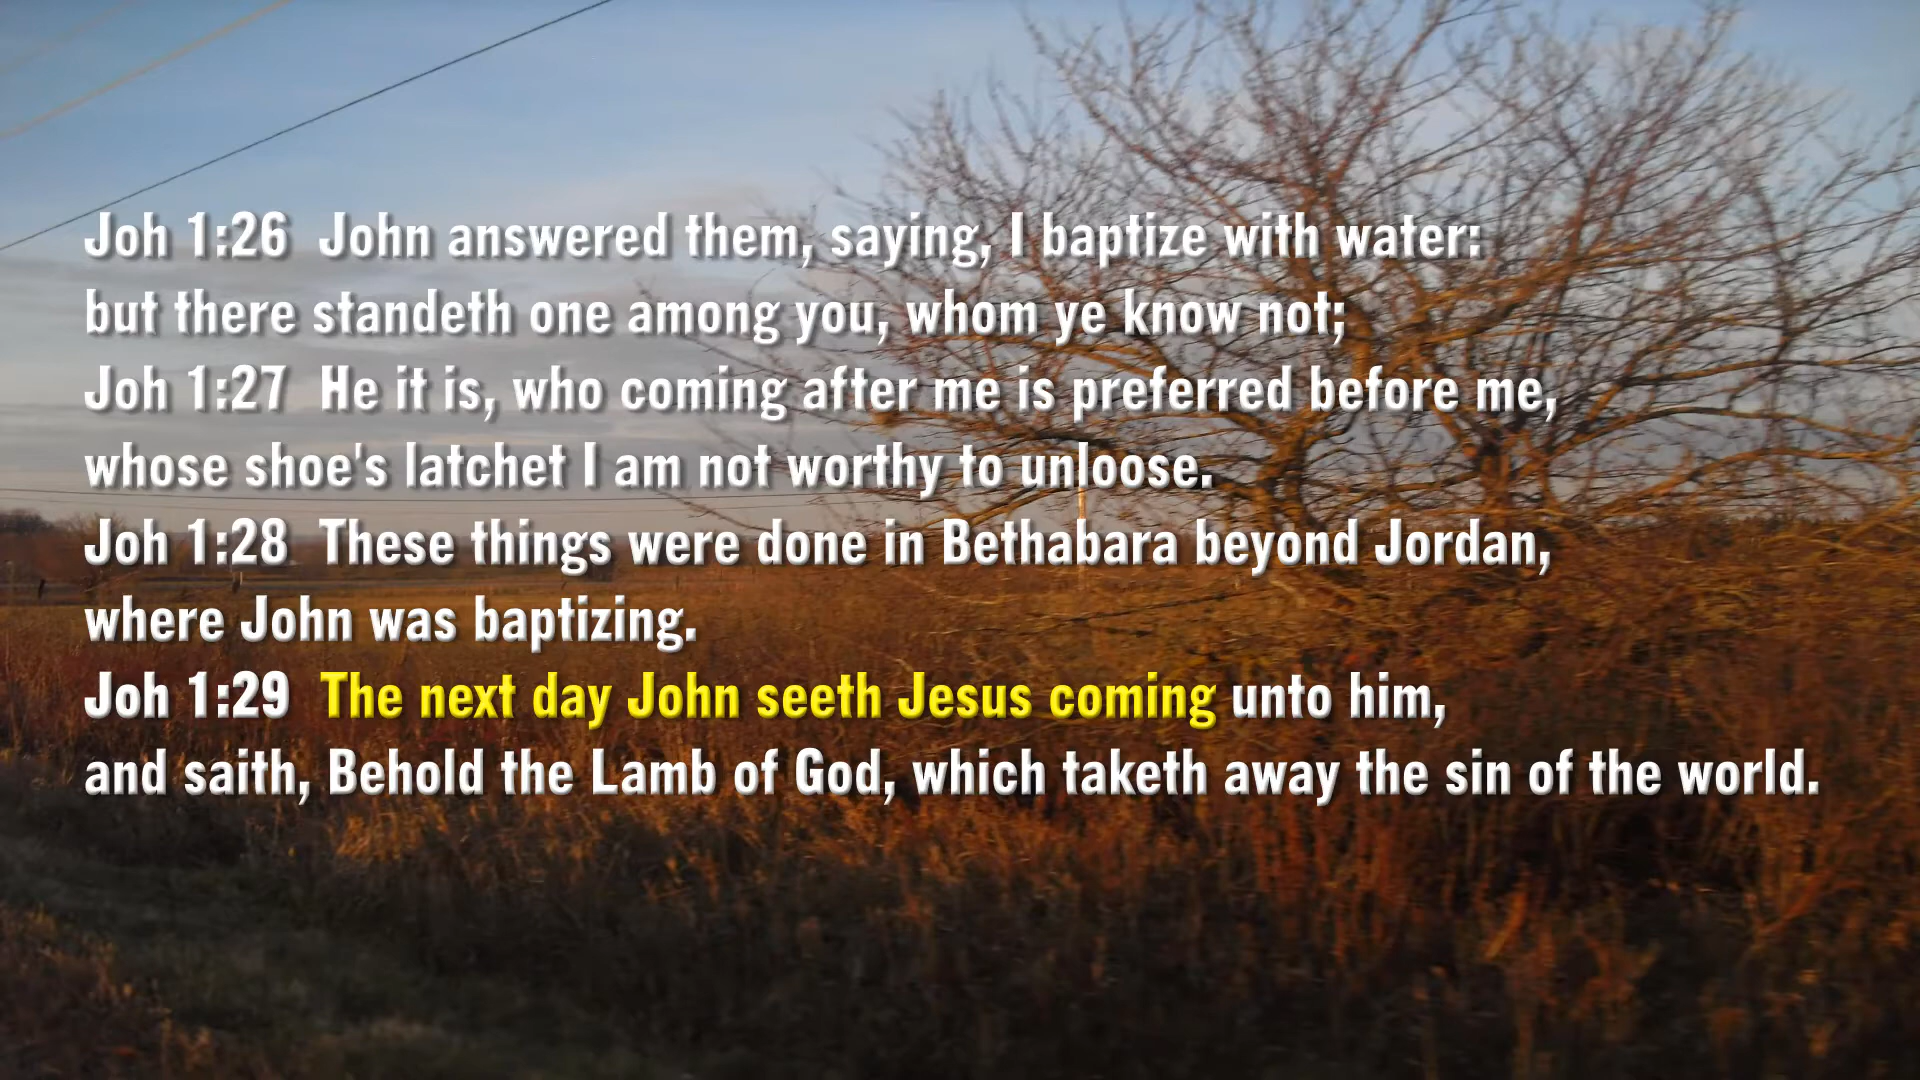 Joh 1:26  John answered them, saying, I baptize with water:
but there standeth one among you, whom ye know not;
Joh 1:27  He it is, who coming after me is preferred before me,
whose shoe's latchet I am not worthy to unloose.
Joh 1:28  These things were done in Bethabara beyond Jordan,
where John was baptizing.
Joh 1:29  The next day John seeth Jesus coming unto him,
and saith, Behold the Lamb of God, which taketh away the sin of the world.